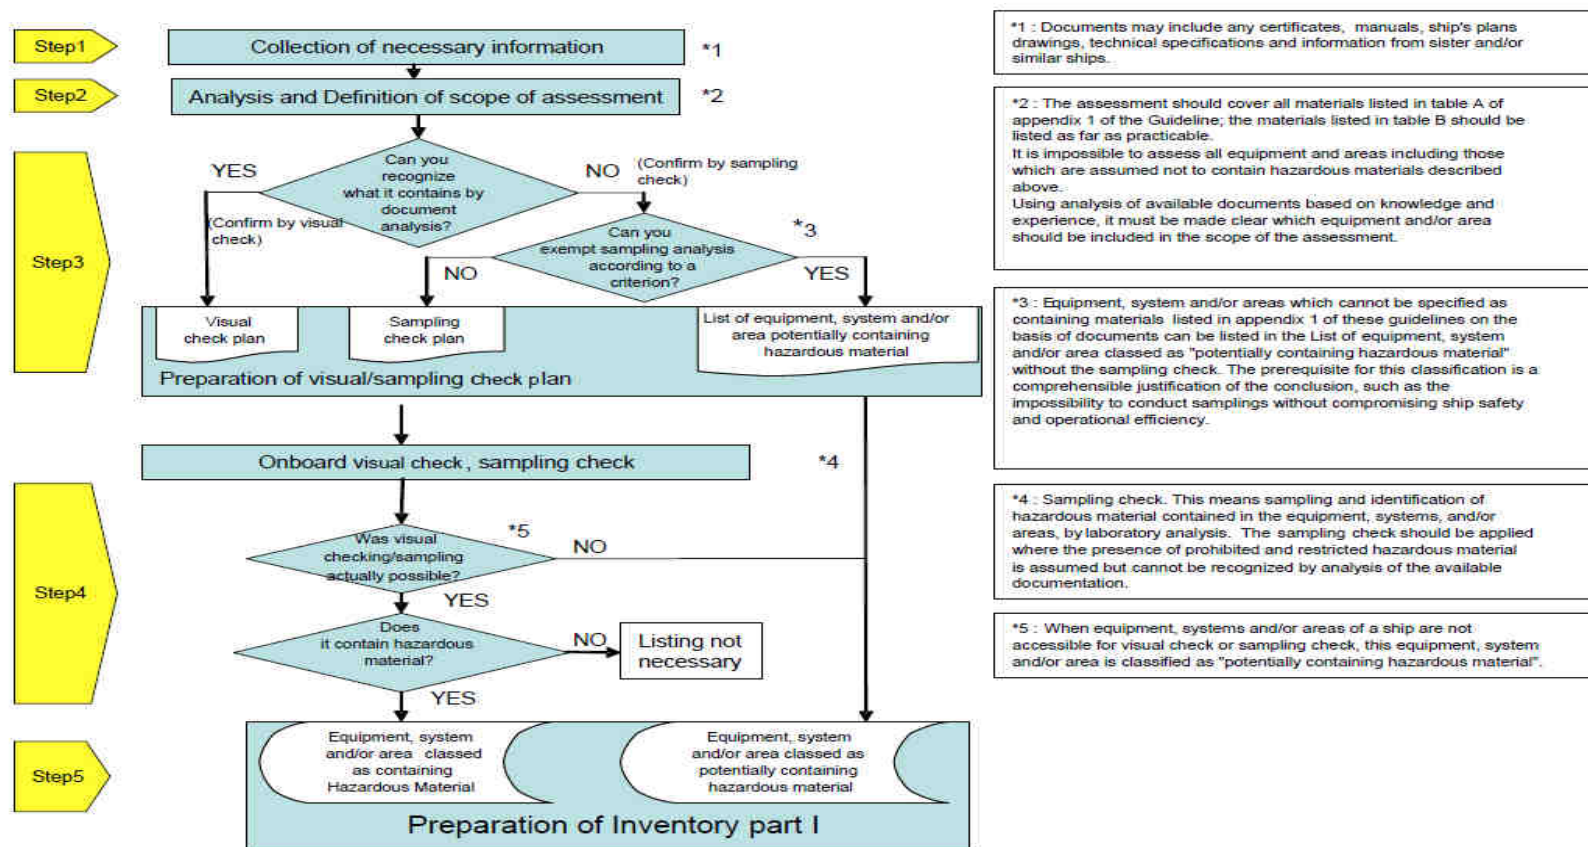 Step1
Collection of necessary information
*1
Step2
Analysis and Definition of scope of assessment
*2
Step3
YES
(Confirm by visual
check)
Can you
recognize
what it contains by
document
analysis?
NO
(Confirm by sampling
check)
*3
Can you
exempt sampling analysis
according to a
criterion?
NO
YES
Visual
check plan
Sampling
check plan
List of equipment, system and/or
area potentially containing
hazardous material
Preparation of visual/sampling check plan
Step4
Onboard visual check, sampling check
*4
*5
Was visual
checking/sampling
actually possible?
NO
YES
Does
it contain hazardous
material?
NO
Listing not
necessary
YES
Step5
Equipment, system
and/or area classed
as containing
Hazardous Material
Equipment, system
and/or area classed as
potentially containing
hazardous material
Preparation of Inventory part I
*1 : Documents may include any certificates, manuals, ship's plans
drawings, technical specifications and information from sister and/or
similar ships.
*2 : The assessment should cover all materials listed in table A of
appendix 1 of the Guideline; the materials listed in table B should be
listed as far as practicable.
It is impossible to assess all equipment and areas including those
which are assumed not to contain hazardous materials described
above.
Using analysis of available documents based on knowledge and
experience, it must be made clear which equipment and/or area
should be included in the scope of the assessment.
*3 : Equipment, system and/or areas which cannot be specified as
containing materials listed in appendix 1 of these guidelines on the
basis of documents can be listed in the List of equipment, system
and/or area classed as "potentially containing hazardous material"
without the sampling check. The prerequisite for this classification is a
comprehensible justification of the conclusion, such as the
impossibility to conduct samplings without compromising ship safety
and operational efficiency.
*4 : Sampling check. This means sampling and identification of
hazardous material contained in the equipment, systems, and/or
areas, by laboratory analysis. The sampling check should be applied
where the presence of prohibited and restricted hazardous material
is assumed but cannot be recognized by analysis of the available
documentation.
*5 : When equipment, systems and/or areas of a ship are not
accessible for visual check or sampling check, this equipment, system
and/or area is classified as "potentially containing hazardous material".